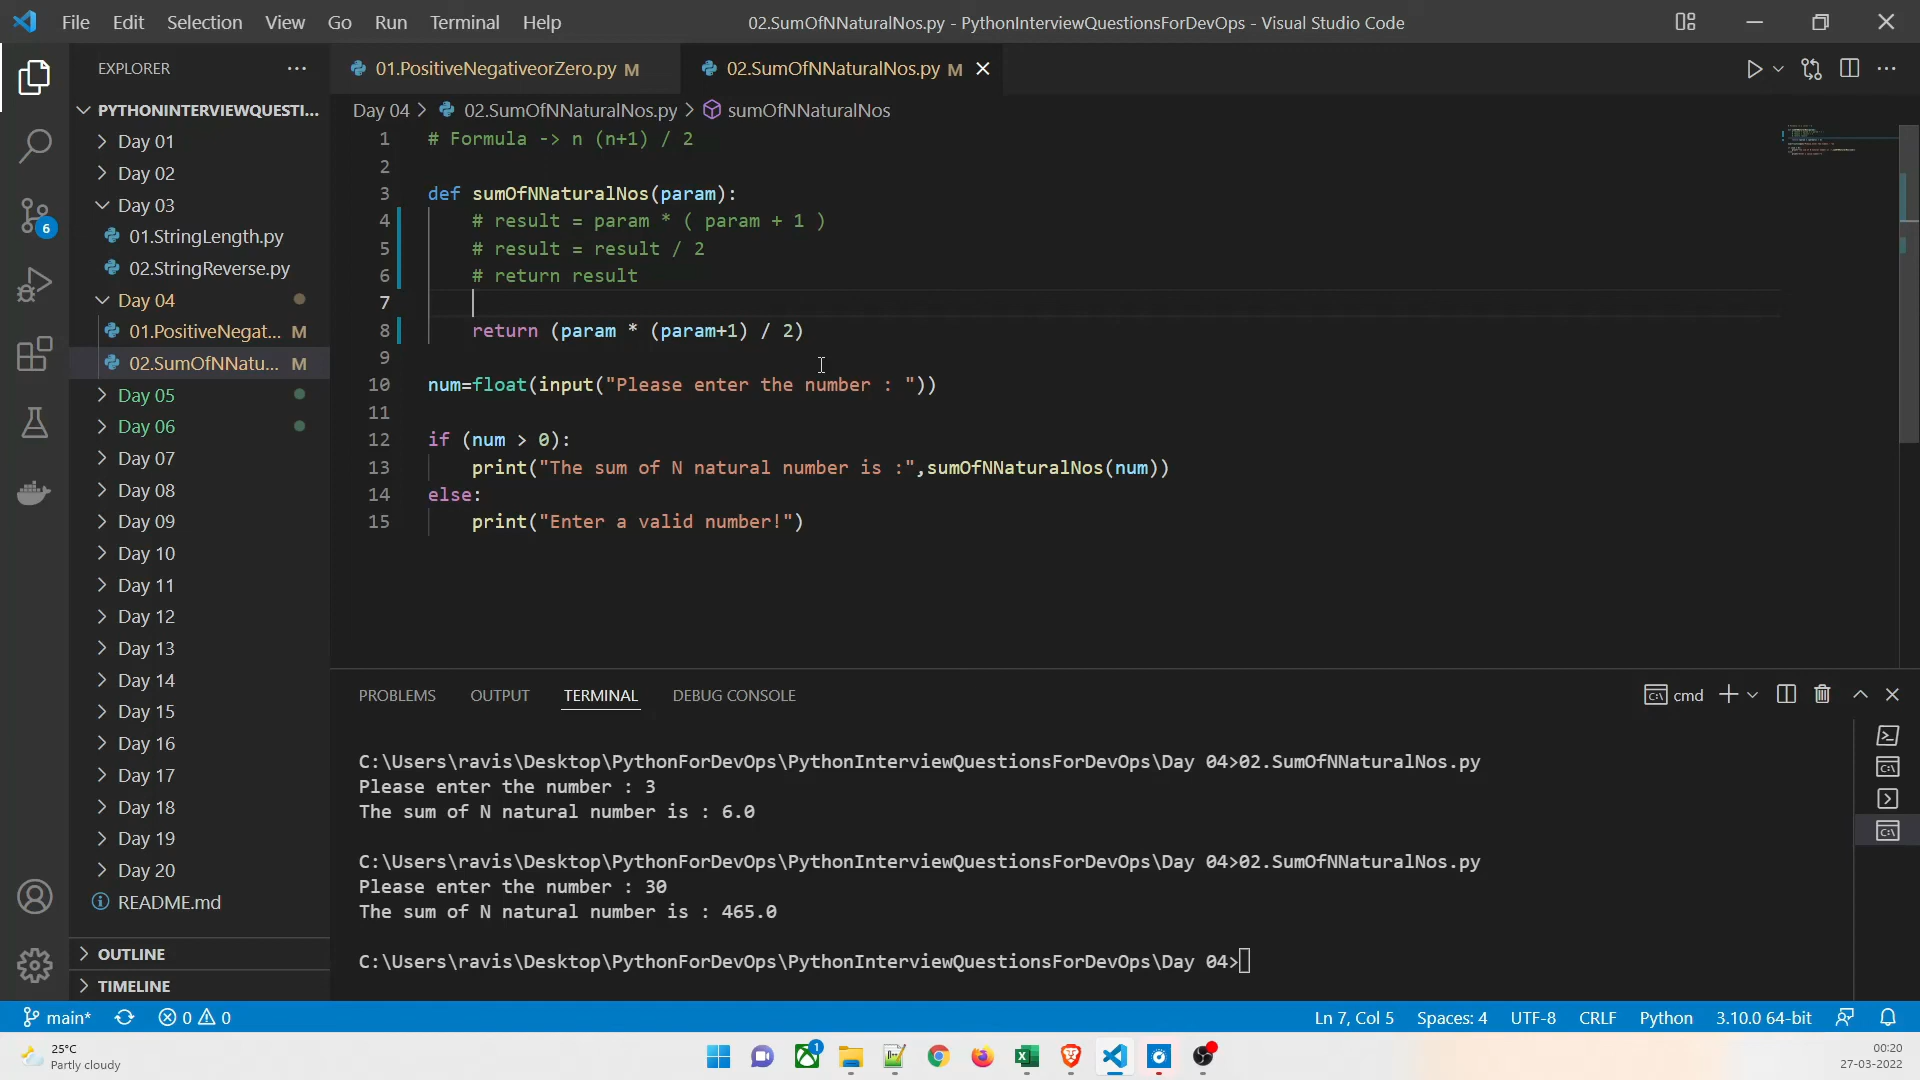 File Edit Selection View Go Run Terminal Help 02.SumOfNNaturalNos.py - PythonInterviewQuestionsForDevOps - Visual Studio Code
EXPLORER
01.PositiveNegativeorZero.py M 02.SumOfNNaturalNos.py M
PYTHONINTERVIEWQUESTI...
Day 01
Day 02
Day 03
01.StringLength.py
02.StringReverse.py
Day 04
01.PositiveNegat... M
02.SumOfNNatu... M
Day 05
Day 06
Day 07
Day 08
Day 09
Day 10
Day 11
Day 12
Day 13
Day 14
Day 15
Day 16
Day 17
Day 18
Day 19
Day 20
README.md
OUTLINE
TIMELINE
6
Day 04 > 02.SumOfNNaturalNos.py > sumOfNNaturalNos
1 # Formula -> n (n+1) / 2
2
3 def sumOfNNaturalNos(param):
4 # result = param * ( param + 1 )
5 # result = result / 2
6 # return result
7
8 return (param * (param+1) / 2)
9
10 num=float(input("Please enter the number : "))
11
12 if (num > 0):
13 print("The sum of N natural number is :",sumOfNNaturalNos(num))
14 else:
15 print("Enter a valid number!")
PROBLEMS OUTPUT TERMINAL DEBUG CONSOLE cmd
C:\Users\ravis\Desktop\PythonForDevOps\PythonInterviewQuestionsForDevOps\Day 04>02.SumOfNNaturalNos.py
Please enter the number : 3
The sum of N natural number is : 6.0
C:\Users\ravis\Desktop\PythonForDevOps\PythonInterviewQuestionsForDevOps\Day 04>02.SumOfNNaturalNos.py
Please enter the number : 30
The sum of N natural number is : 465.0
C:\Users\ravis\Desktop\PythonForDevOps\PythonInterviewQuestionsForDevOps\Day 04>
main* 0 0 Ln 7, Col 5 Spaces: 4 UTF-8 CRLF Python 3.10.0 64-bit
25°C
Partly cloudy
1
00:20
27-03-2022